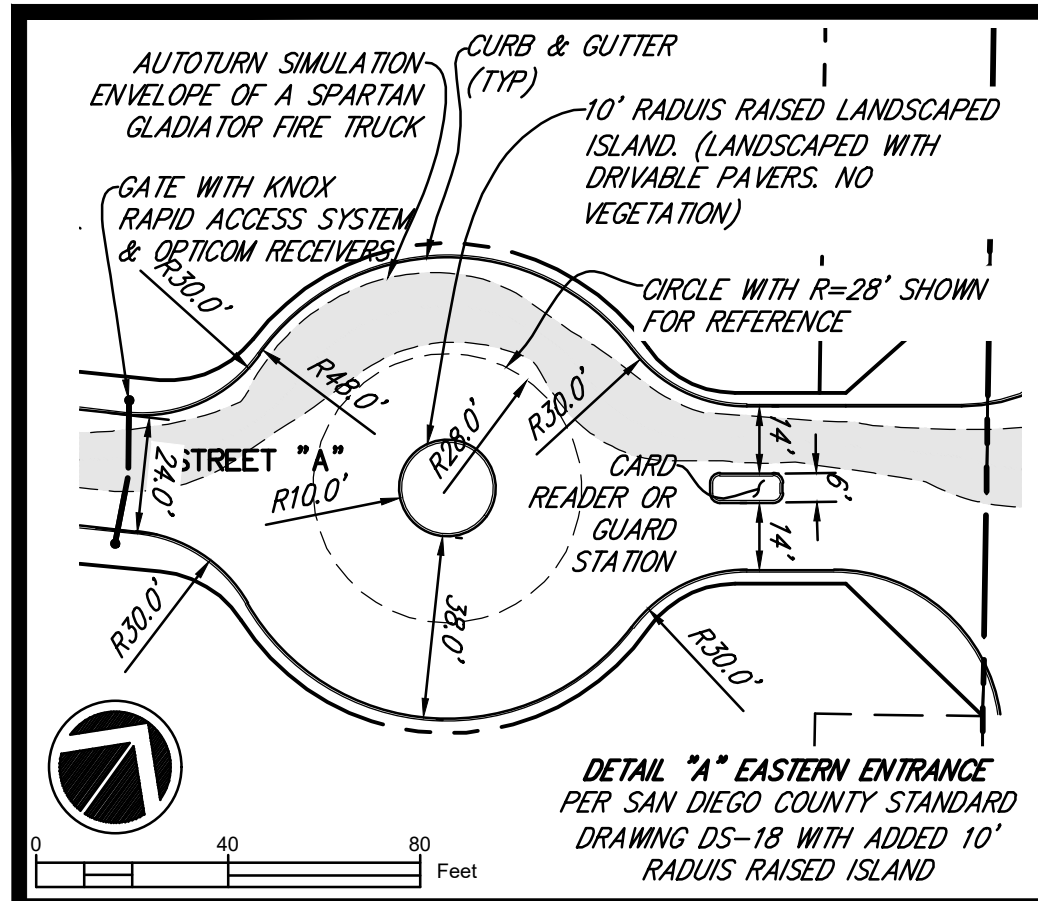 CURB & GUTTER
(TYP)
AUTOTURN SIMULATION
ENVELOPE OF A SPARTAN
GLADIATOR FIRE TRUCK
10' RADUIS RAISED LANDSCAPED
ISLAND. (LANDSCAPED WITH
DRIVABLE PAVERS. NO
VEGETATION)
GATE WITH KNOX
RAPID ACCESS SYSTEM
& OPTICOM RECEIVERS
R30.0'
CIRCLE WITH R=28' SHOWN
FOR REFERENCE
R48.0'
R30.0'
R28.0'
STREET "A"
24.0'
R10.0'
CARD
READER OR
GUARD
STATION
14'
6'
14'
38.0'
R30.0'
R30.0'
DETAIL "A" EASTERN ENTRANCE
PER SAN DIEGO COUNTY STANDARD
DRAWING DS-18 WITH ADDED 10'
RADUIS RAISED ISLAND
0 40 80
Feet